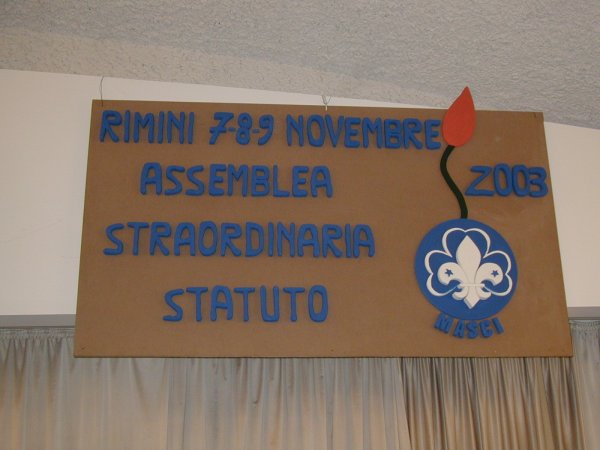 RIMINI 7-8-9 NOVEMBRE
2003
ASSEMBLEA
STRAORDINARIA
STATUTO
MASCI